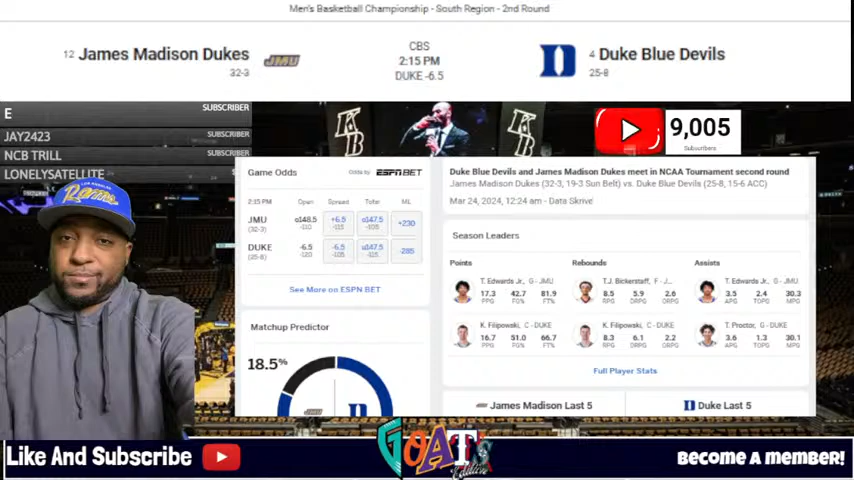 Men's Basketball Championship - South Region - 2nd Round
12 James Madison Dukes
32-3
JMU
CBS
2:15 PM
DUKE -6.5
D
4 Duke Blue Devils
25-8
E SUBSCRIBER
JAY2423 SUBSCRIBER
NCB TRILL SUBSCRIBER
LONELYSATELLITE
KB
KB
9,005
Subscribers
LOS ANGELES
Rams
Game Odds Odds by ESPN BET
2:15 PM Open Spread Total ML
JMU o148.5 +6.5 o147.5 +230
(32-3) -110 -115 -105
DUKE -6.5 -6.5 u147.5 -285
(25-8) -120 -105 -115
See More on ESPN BET
Matchup Predictor
18.5%
JMU D
Duke Blue Devils and James Madison Dukes meet in NCAA Tournament second round
James Madison Dukes (32-3, 19-3 Sun Belt) vs. Duke Blue Devils (25-8, 15-6 ACC)
Mar 24, 2024, 12:24 am - Data Skrive
Season Leaders
Points Rebounds Assists
T. Edwards Jr., G - JMU T.J. Bickerstaff, F - J... T. Edwards Jr., G - JMU
17.3 42.7 81.9 8.5 5.9 2.6 3.5 2.4 30.3
PPG FG% FT% RPG DRPG ORPG APG TPG MPG
K. Filipowski, C - DUKE K. Filipowski, C - DUKE T. Proctor, G - DUKE
16.7 51.0 66.7 8.3 6.1 2.2 3.6 1.3 30.1
PPG FG% FT% RPG DRPG ORPG APG TPG MPG
Full Player Stats
James Madison Last 5 D Duke Last 5
Like And Subscribe
GOATs
Become a member!